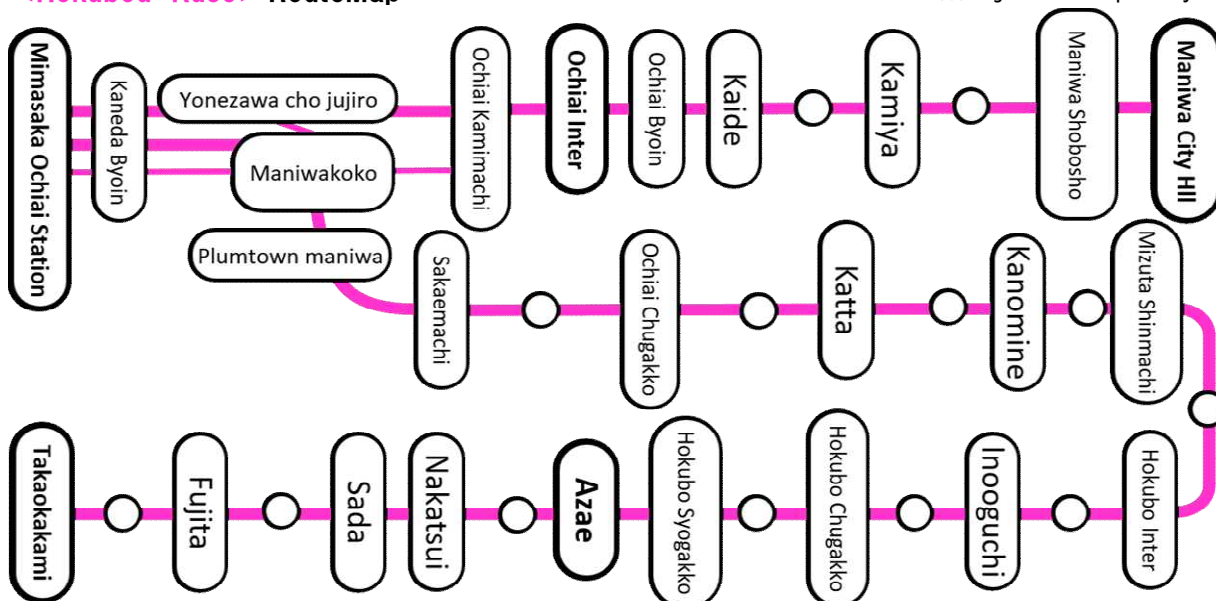 RouteMap
Mimasaka Ochiai Station
Kaneda Byoin
Yonezawa cho jujiro
Maniwakoko
Plumtown maniwa
Ochiai Kamimachi
Ochiai Inter
Ochiai Byoin
Kaide
Kamiya
Maniwa Shobosho
Maniwa City Hll
Sakaemachi
Ochiai Chugakko
Katta
Kanomine
Mizuta Shinmachi
Takaokakami
Fujita
Sada
Nakatsui
Azae
Hokubo Syogakko
Hokubo Chugakko
Inooguchi
Hokubo Inter